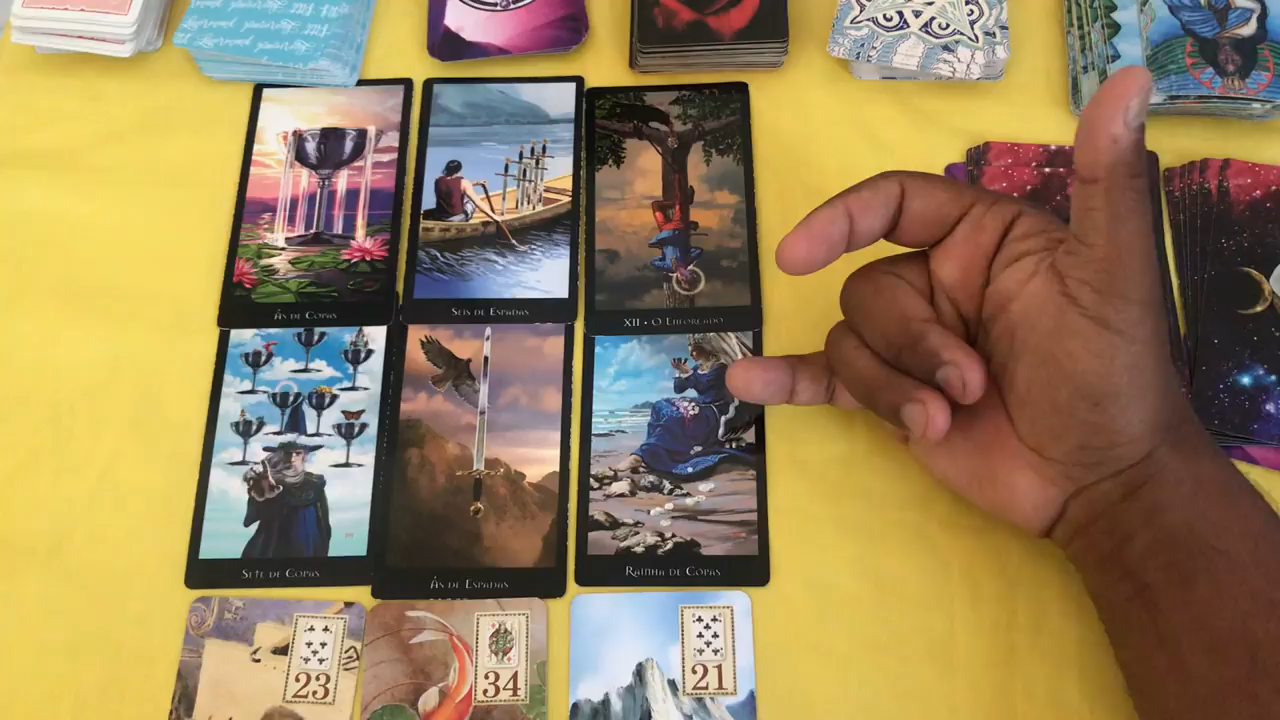 Ás de Copas
Seis de Espadas
XII • O Enforcado
Sete de Copas
Ás de Espadas
Rainha de Copas
23
34
21